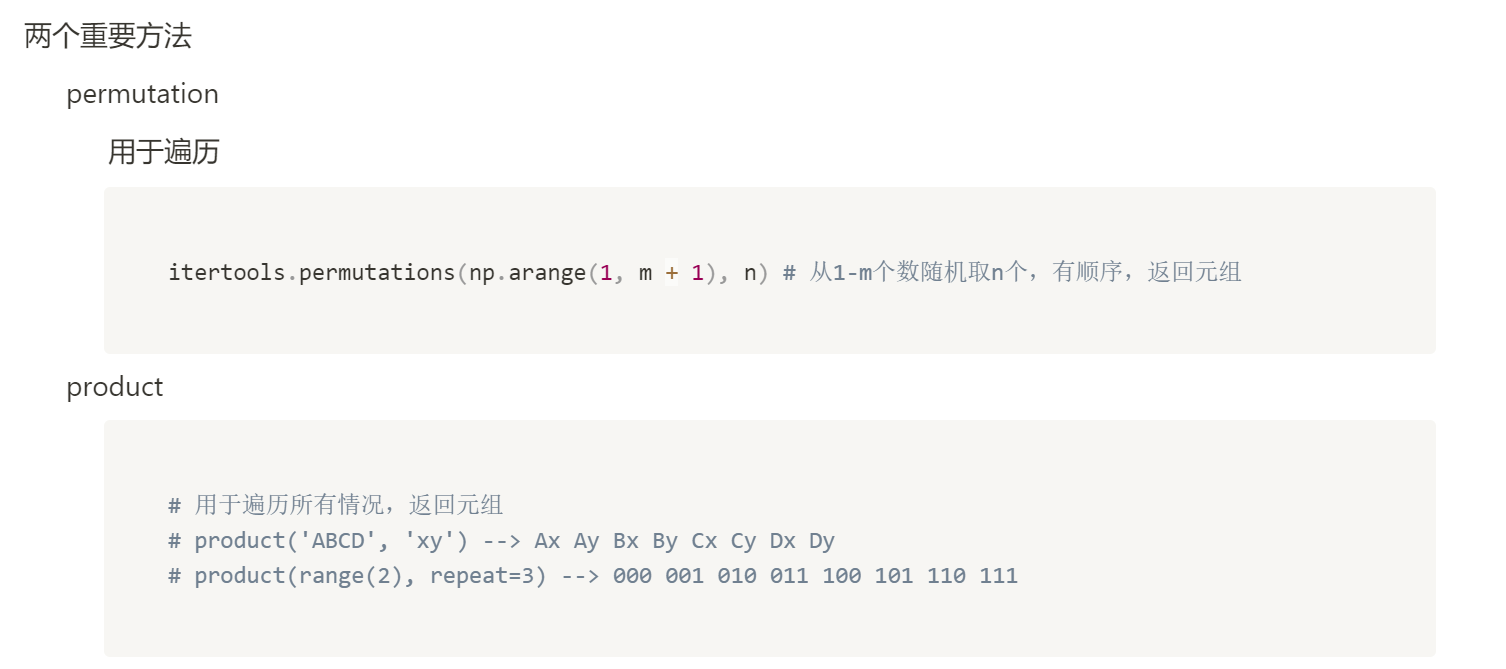 两个重要方法
permutation
用于遍历
itertools.permutations(np.arange(1, m + 1), n) # 从1-m个数随机取n个，有顺序，返回元组
product
# 用于遍历所有情况，返回元组
# product('ABCD', 'xy') --> Ax Ay Bx By Cx Cy Dx Dy
# product(range(2), repeat=3) --> 000 001 010 011 100 101 110 111